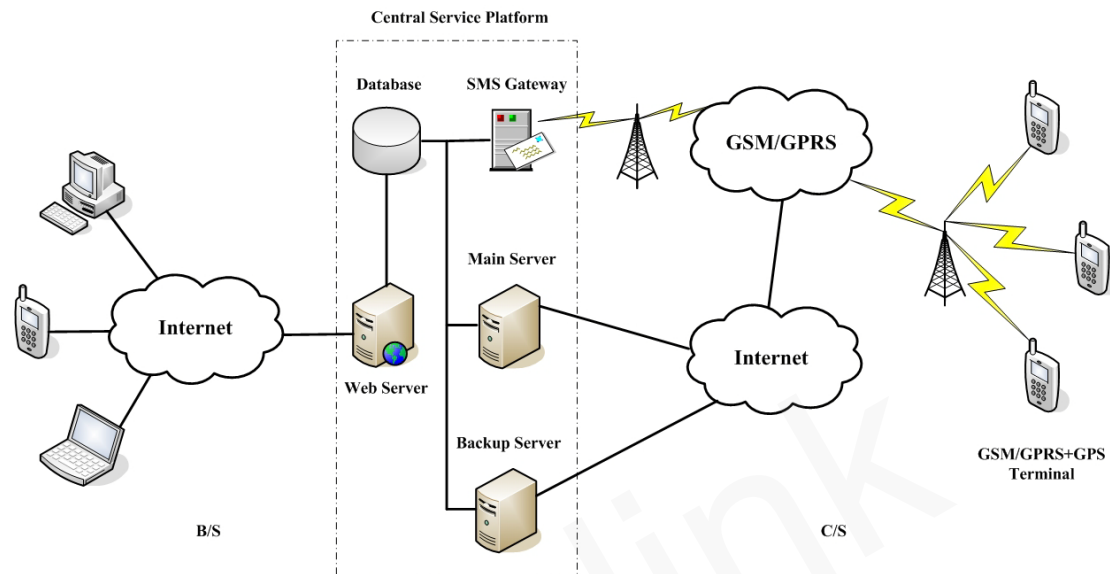 Central Service Platform
Database
SMS Gateway
GSM/GPRS
Main Server
Internet
Internet
Web Server
Backup Server
GSM/GPRS+GPS
Terminal
B/S
C/S
link